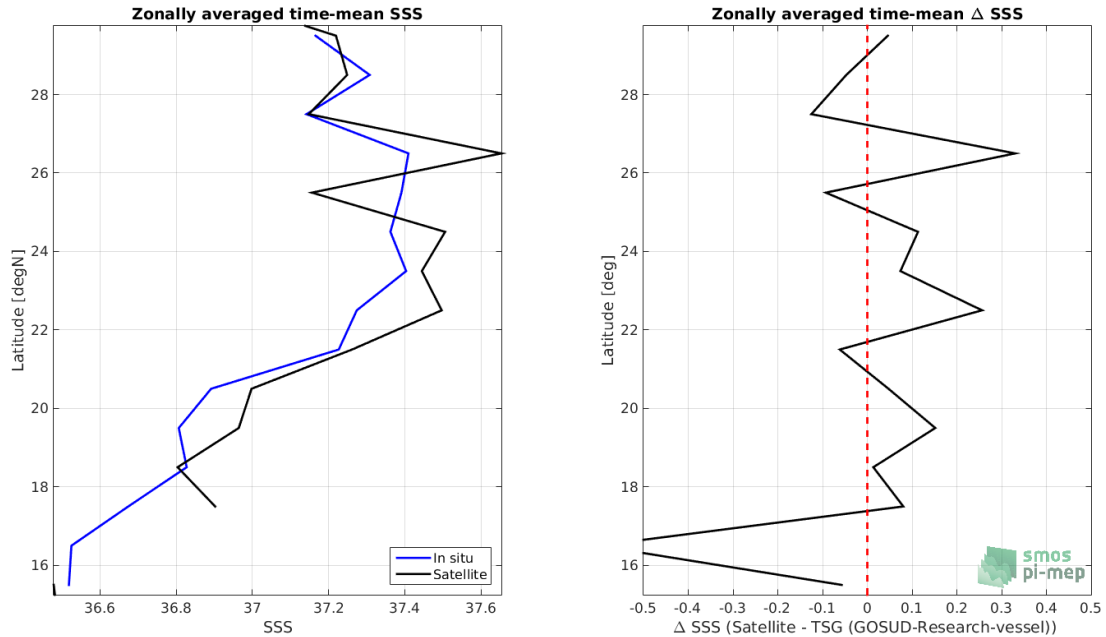 Zonally averaged time-mean SSS
Latitude [degN]
28
26
24
22
20
18
16
36.6 36.8 37 37.2 37.4 37.6
SSS
In situ
Satellite
Zonally averaged time-mean Δ SSS
Latitude [deg]
28
26
24
22
20
18
16
-0.5 -0.4 -0.3 -0.2 -0.1 0 0.1 0.2 0.3 0.4 0.5
Δ SSS (Satellite - TSG (GOSUD-Research-vessel))
smos
pi-mep